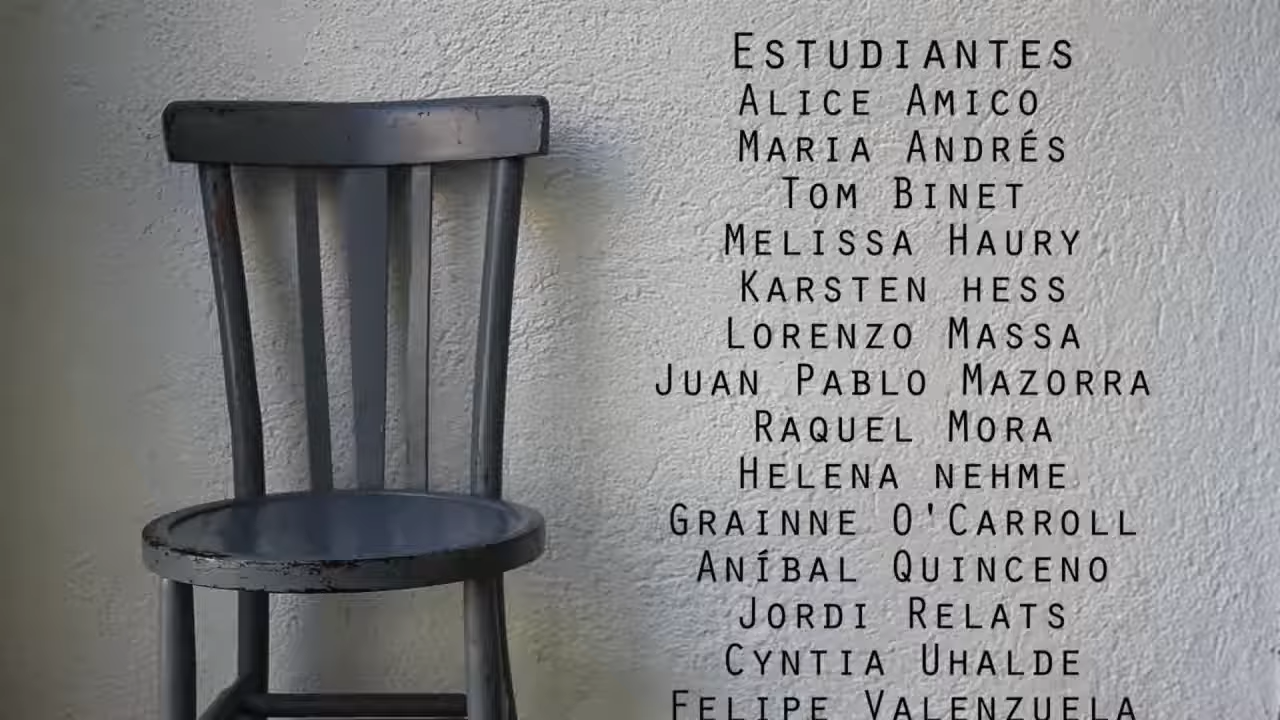 ESTUDIANTES
ALICE AMICO
MARIA ANDRÉS
TOM BINET
MELISSA HAURY
KARSTEN HESS
LORENZO MASSA
JUAN PABLO MAZORRA
RAQUEL MORA
HELENA NEHME
GRAINNE O'CARROLL
ANÍBAL QUINCENO
JORDI RELATS
CYNTIA UHALDE
FELIPE VALENZUELA